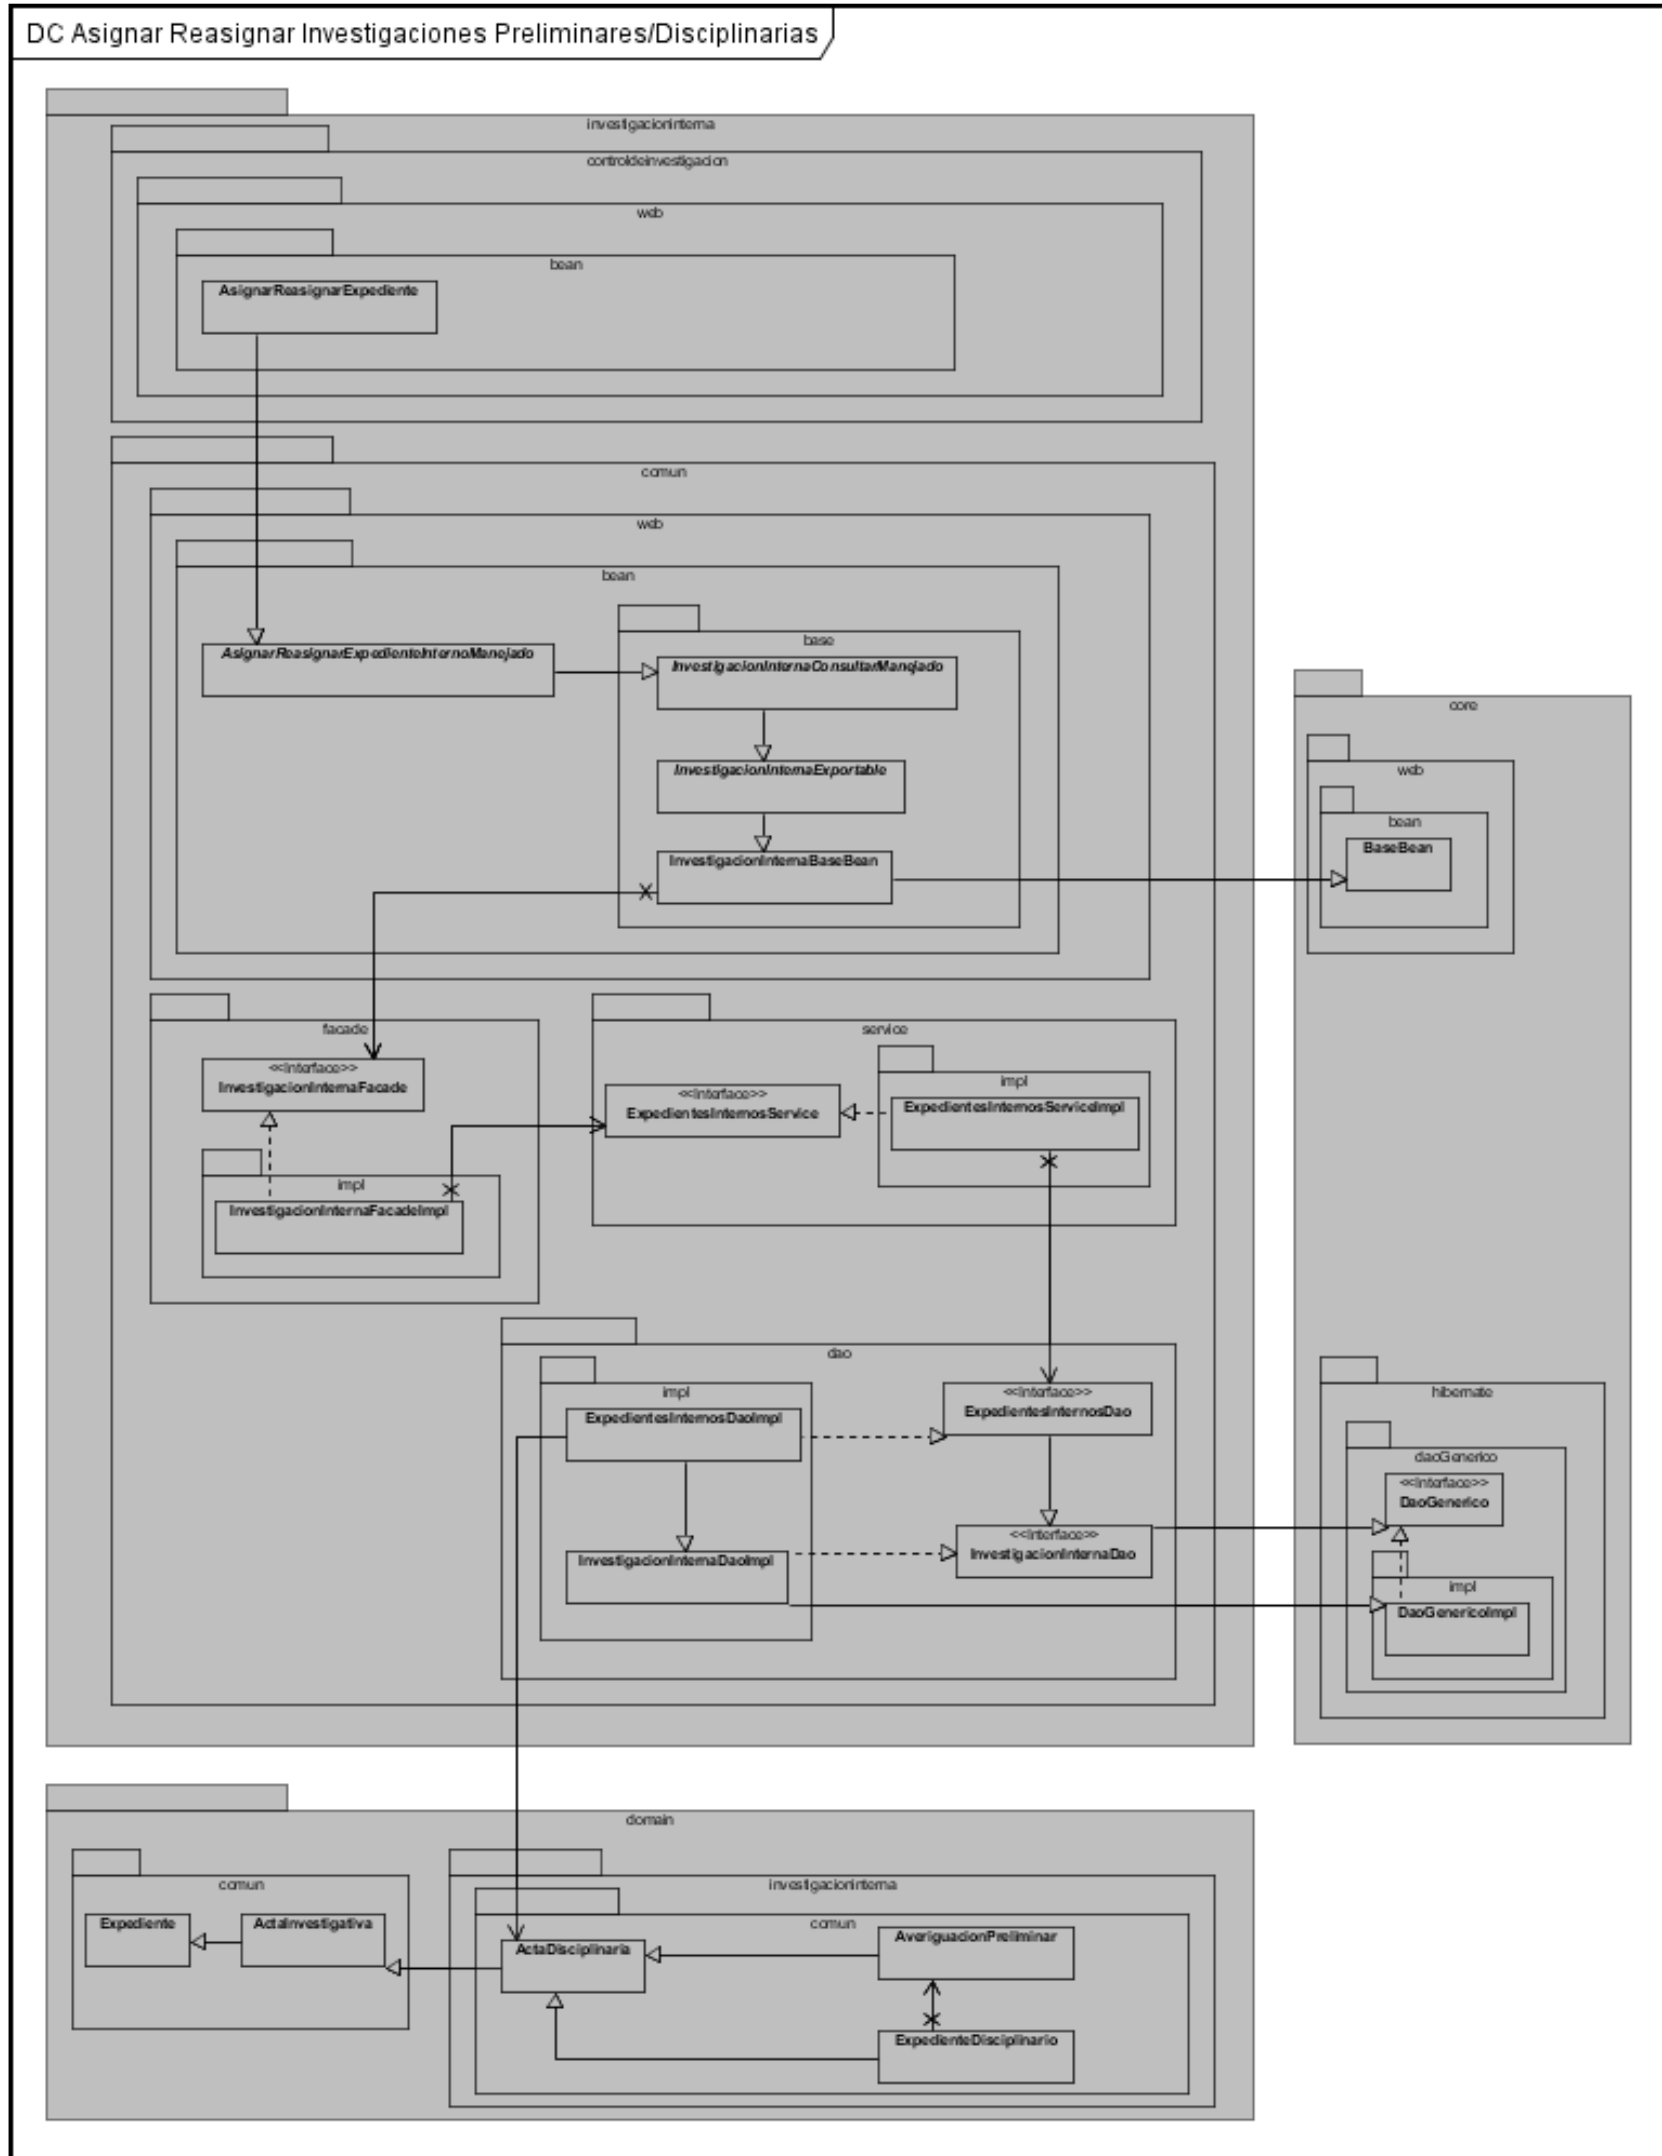 DC Asignar Reasignar Investigaciones Preliminares/Disciplinarias
investigacioninterna
controldeinvestigacion
web
bean
AsignarReasignarExpediente
comun
web
bean
base
AsignarReasignarExpedienteInternoManejado
InvestigacionInternaConsultarManejado
InvestigacionInternaExportable
InvestigacionInternaBaseBean
core
web
bean
BaseBean
facade
<<Interface>>
InvestigacionInternaFacade
impl
InvestigacionInternaFacadeImpl
service
<<Interface>>
ExpedientesInternosService
impl
ExpedientesInternosServiceImpl
dao
impl
ExpedientesInternosDaoImpl
<<Interface>>
ExpedientesInternosDao
InvestigacionInternaDaoImpl
<<Interface>>
InvestigacionInternaDao
hibernate
daoGenerico
<<Interface>>
DaoGenerico
impl
DaoGenericoImpl
domain
comun
Expediente
ActaInvestigativa
investigacioninterna
comun
ActaDisciplinaria
AveriguacionPreliminar
ExpedienteDisciplinario